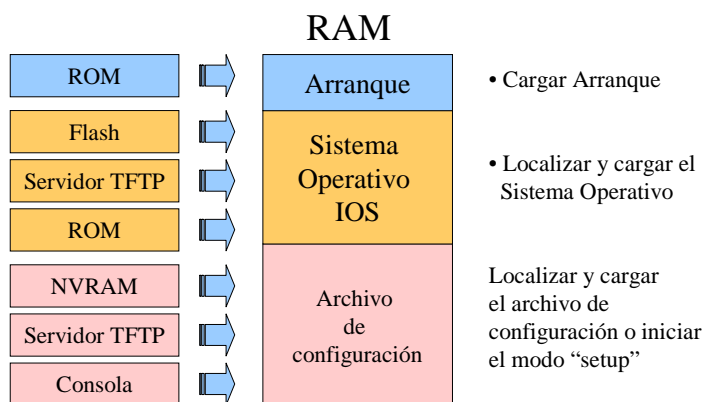 RAM
ROM
Arranque
• Cargar Arranque
Flash
Servidor TFTP
ROM
Sistema
Operativo
IOS
• Localizar y cargar el
Sistema Operativo
NVRAM
Servidor TFTP
Consola
Archivo
de
configuración
Localizar y cargar
el archivo de
configuración o iniciar
el modo “setup”